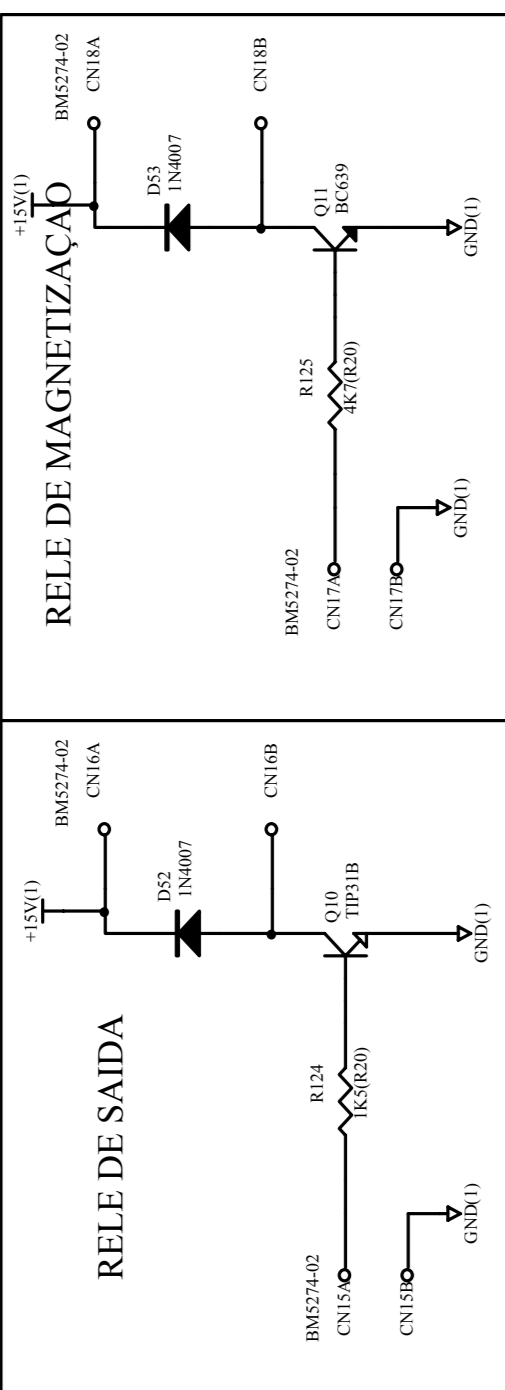 RELE DE SAIDA
+15V(1)
BM5274-02
CN16A
D52
1N4007
CN16B
Q10
TIP31B
R124
1K5(R20)
BM5274-02
CN15A
CN15B
GND(1)
GND(1)
RELE DE MAGNETIZAÇAO
+15V(1)
BM5274-02
CN18A
D53
1N4007
CN18B
Q11
BC639
R125
4K7(R20)
BM5274-02
CN17A
CN17B
GND(1)
GND(1)